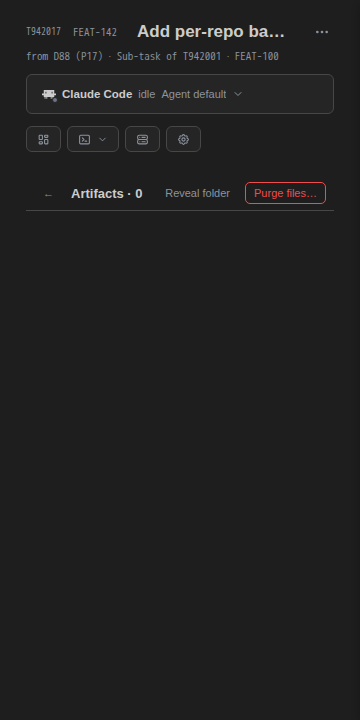 T942017 FEAT-142 Add per-repo ba…
from D88 (P17) · Sub-task of T942001 · FEAT-100
Claude Code idle Agent default
← Artifacts · 0 Reveal folder Purge files…